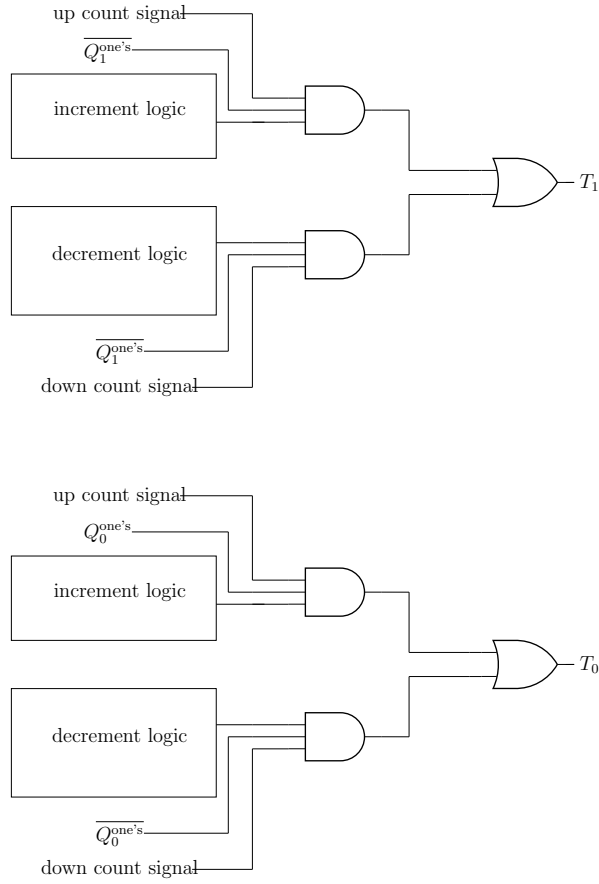 up count signal
$\overline{Q_1^{\text{one's}}}$
increment logic
$T_1$
decrement logic
$\overline{Q_1^{\text{one's}}}$
down count signal
up count signal
$Q_0^{\text{one's}}$
increment logic
$T_0$
decrement logic
$\overline{Q_0^{\text{one's}}}$
down count signal